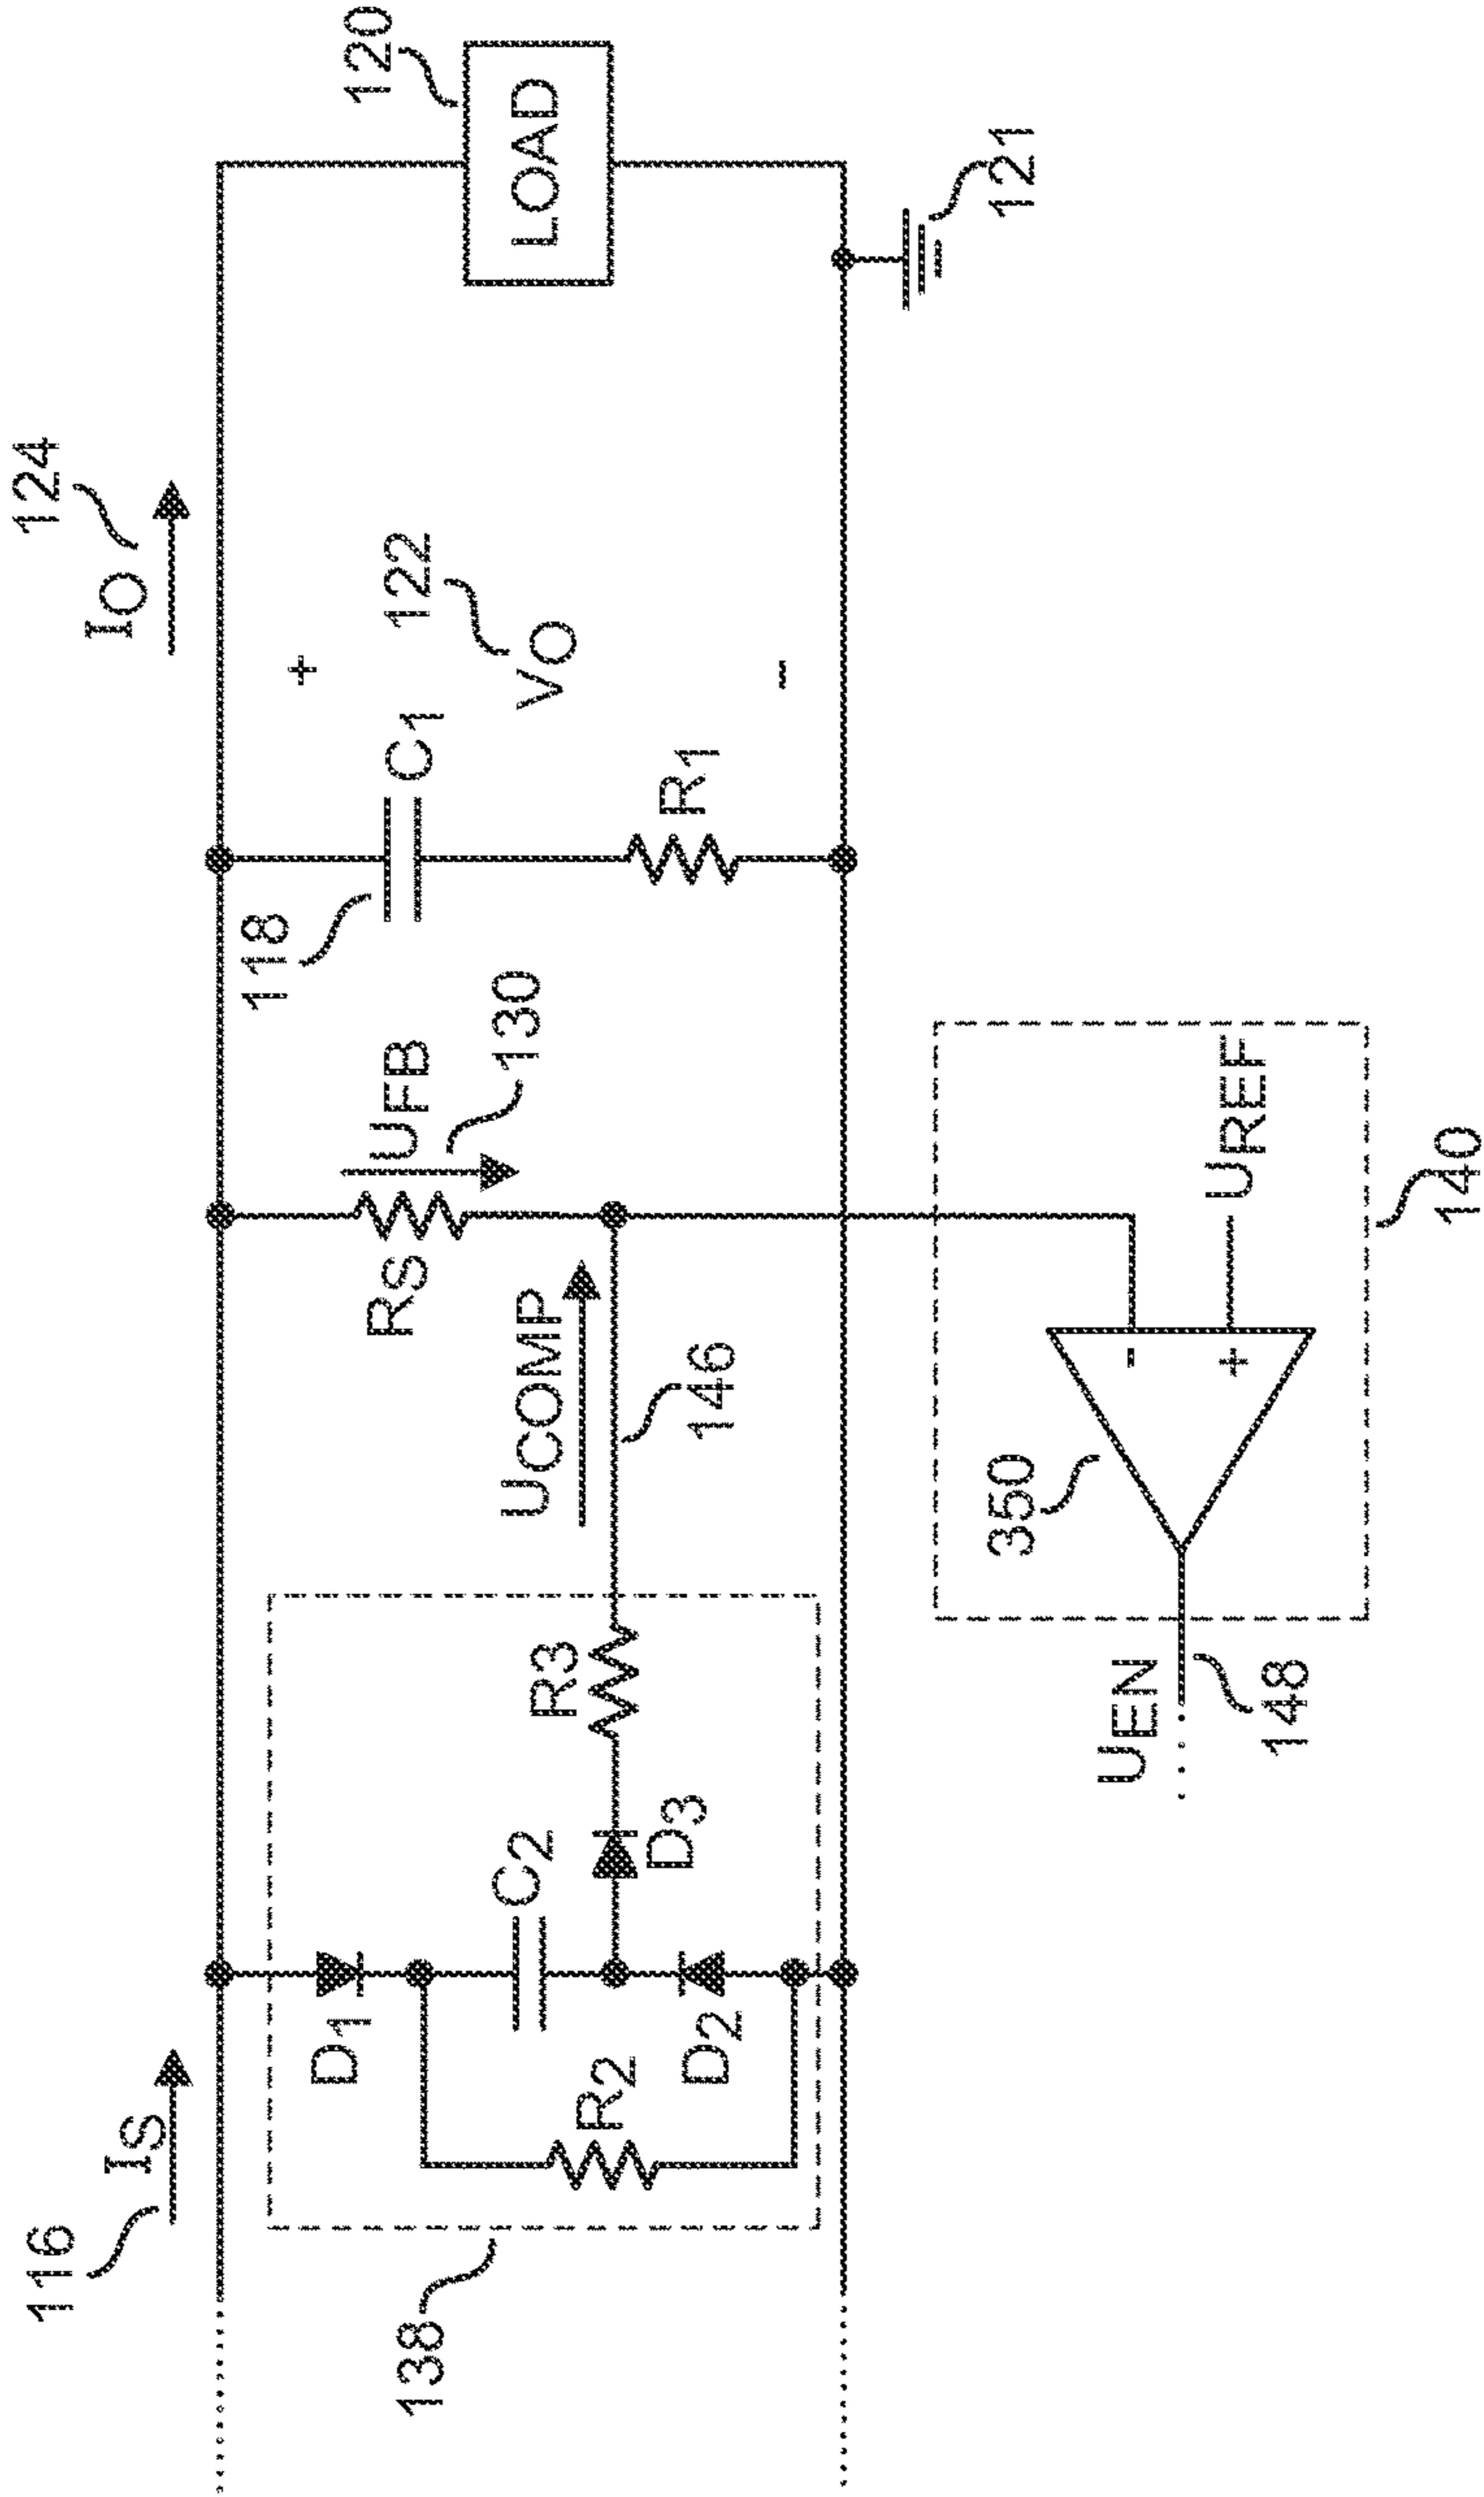 116
IS
124
IO
138
D1
R2
C2
D2
D3
R3
UCOMP
146
RS
UFB
130
118
C1
R1
+
122
VO
-
120
LOAD
121
UEN
148
350
-
+
UREF
140